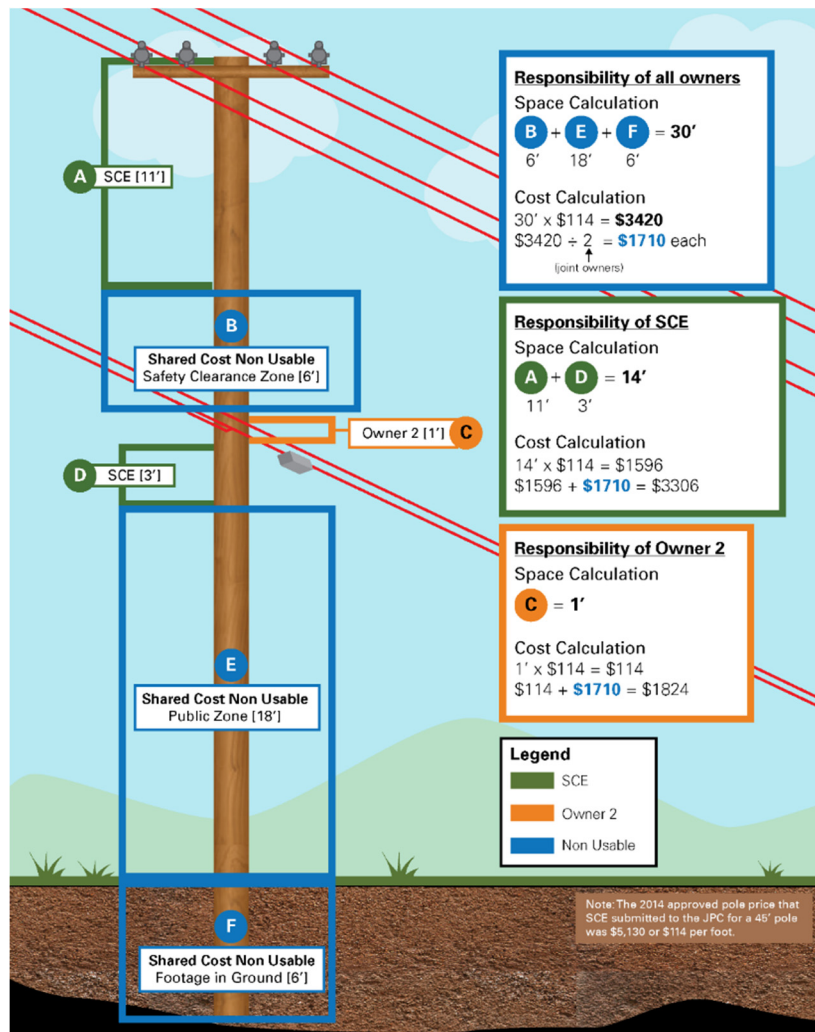 A SCE [11′]
B
Shared Cost Non Usable
Safety Clearance Zone [6′]
Owner 2 [1′] C
D SCE [3′]
E
Shared Cost Non Usable
Public Zone [18′]
F
Shared Cost Non Usable
Footage in Ground [6′]
Responsibility of all owners
Space Calculation
B + E + F = 30′
6′ 18′ 6′
Cost Calculation
30′ x $114 = $3420
$3420 ÷ 2 = $1710 each
(joint owners)
Responsibility of SCE
Space Calculation
A + D = 14′
11′ 3′
Cost Calculation
14′ x $114 = $1596
$1596 + $1710 = $3306
Responsibility of Owner 2
Space Calculation
C = 1′
Cost Calculation
1′ x $114 = $114
$114 + $1710 = $1824
Legend
SCE
Owner 2
Non Usable
Note: The 2014 approved pole price that
SCE submitted to the JPC for a 45′ pole
was $5,130 or $114 per foot.